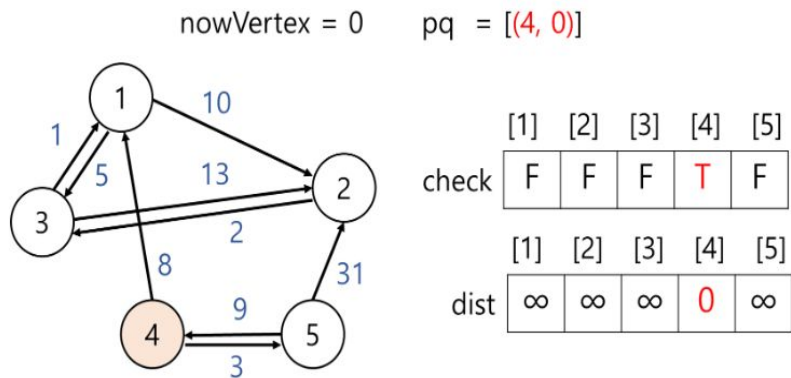 nowVertex = 0 pq = [(4, 0)]
1
10
[1] [2] [3] [4] [5]
1
5
13
check F F F T F
2
3
2
[1] [2] [3] [4] [5]
8
31
dist ∞ ∞ ∞ 0 ∞
9
4
5
3